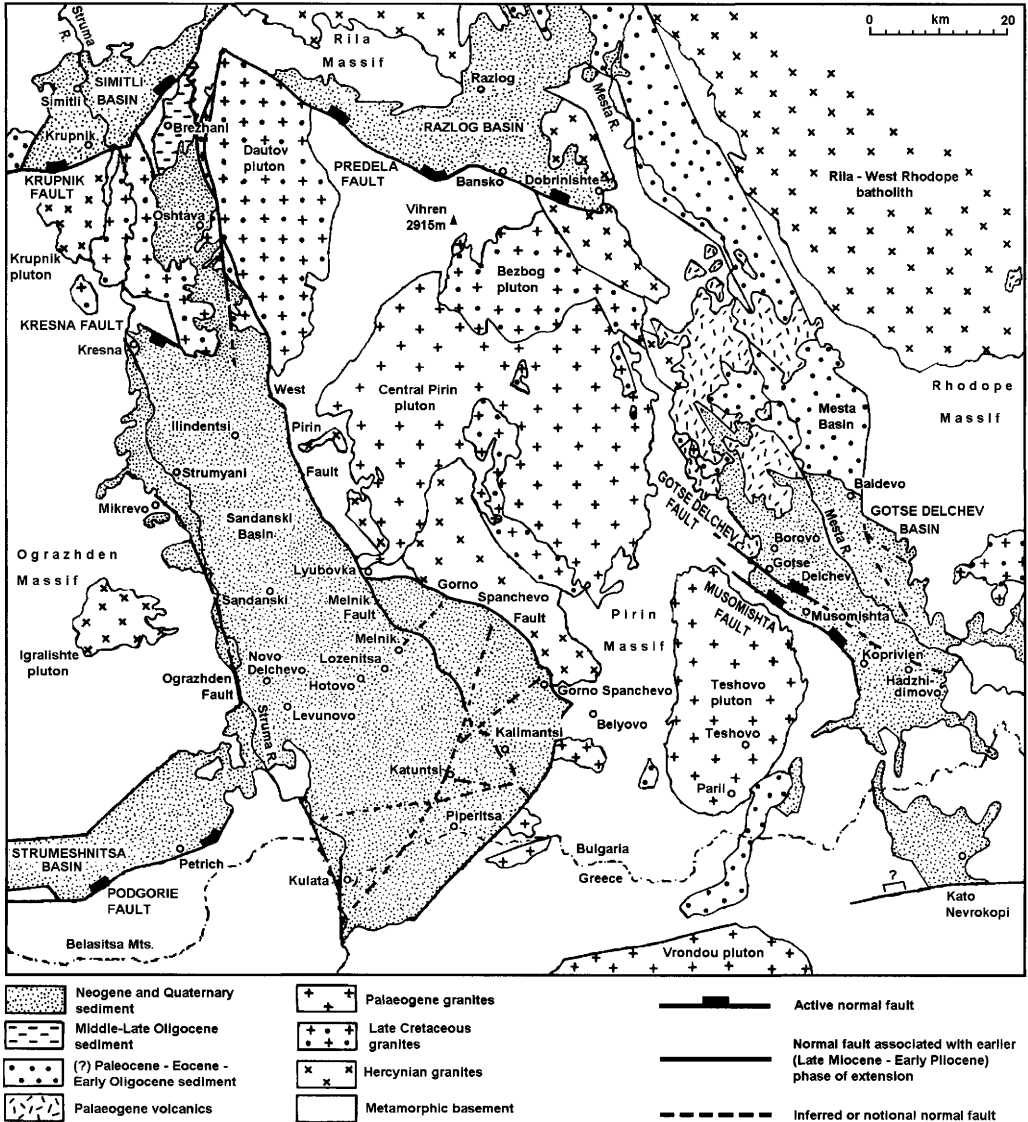 Struma
R.
Rila
Massif
0 km 20
SIMITLI
BASIN
Simitli
Krupnik
Brezhani
Razlog
RAZLOG BASIN
Mesta R.
Dautov
pluton
PREDELA
FAULT
Bansko
Dobrinishte
Rila - West Rhodope
batholith
KRUPNIK
FAULT
Oshtava
Vihren
2915m
Krupnik
pluton
Bezbog
pluton
KRESNA FAULT
Kresna
West
Pirin
Fault
Central Pirin
pluton
Rhodope
Massif
Mesta
Basin
Ilindentsi
Strumyani
Mikrevo
Sandanski
Basin
GOTSE DELCHEV
FAULT
Baldevo
GOTSE DELCHEV
BASIN
Mesta R.
Borovo
Gotse
Delchev
Ograzhden
Massif
Lyubovka
Melnik
Fault
Gorno
Spanchevo
Fault
Sandanski
MUSOMISHTA
FAULT
Musomishta
Pirin
Massif
Igralishte
pluton
Melnik
Lozenitsa
Hotovo
Novo
Delchevo
Ograzhden
Fault
Levunovo
Struma R.
Gorno Spanchevo
Belyovo
Kalimantsi
Koprivlen
Hadzhi-
dimovo
Teshovo
pluton
Teshovo
Katuntsi
Paril
Piperitsa
STRUMESHNITSA
BASIN
Petrich
Bulgaria
Greece
Kulata
PODGORIE
FAULT
?
Kato
Nevrokopi
Belasitsa Mts.
Vrondou pluton
Neogene and Quaternary
sediment
Middle-Late Oligocene
sediment
(?) Paleocene - Eocene -
Early Oligocene sediment
Palaeogene volcanics
Palaeogene granites
Late Cretaceous
granites
Hercynian granites
Metamorphic basement
Active normal fault
Normal fault associated with earlier
(Late Miocene - Early Pliocene)
phase of extension
Inferred or notional normal fault